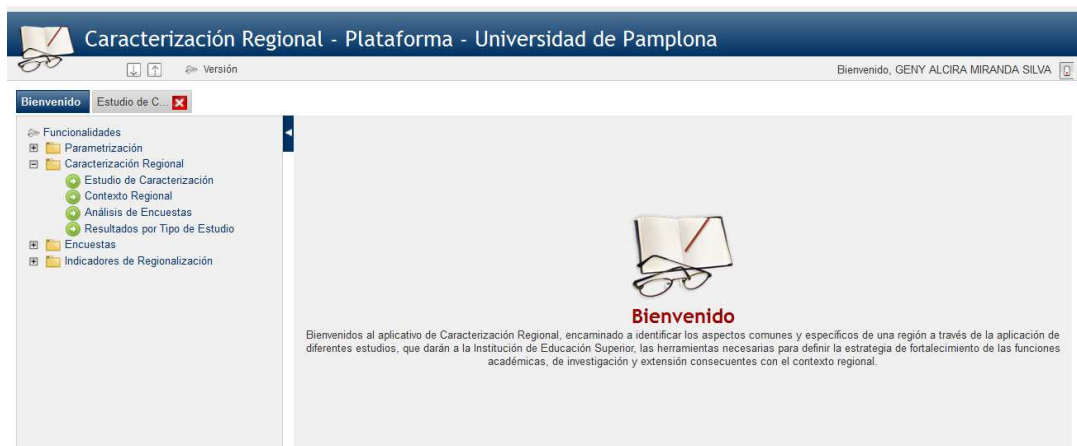 Caracterización Regional - Plataforma - Universidad de Pamplona
Versión
Bienvenido, GENY ALCIRA MIRANDA SILVA
Bienvenido
Estudio de C...
Funcionalidades
Parametrización
Caracterización Regional
Estudio de Caracterización
Contexto Regional
Análisis de Encuestas
Resultados por Tipo de Estudio
Encuestas
Indicadores de Regionalización
Bienvenido
Bienvenidos al aplicativo de Caracterización Regional, encaminado a identificar los aspectos comunes y específicos de una región a través de la aplicación de
diferentes estudios, que darán a la Institución de Educación Superior, las herramientas necesarias para definir la estrategia de fortalecimiento de las funciones
académicas, de investigación y extensión consecuentes con el contexto regional.